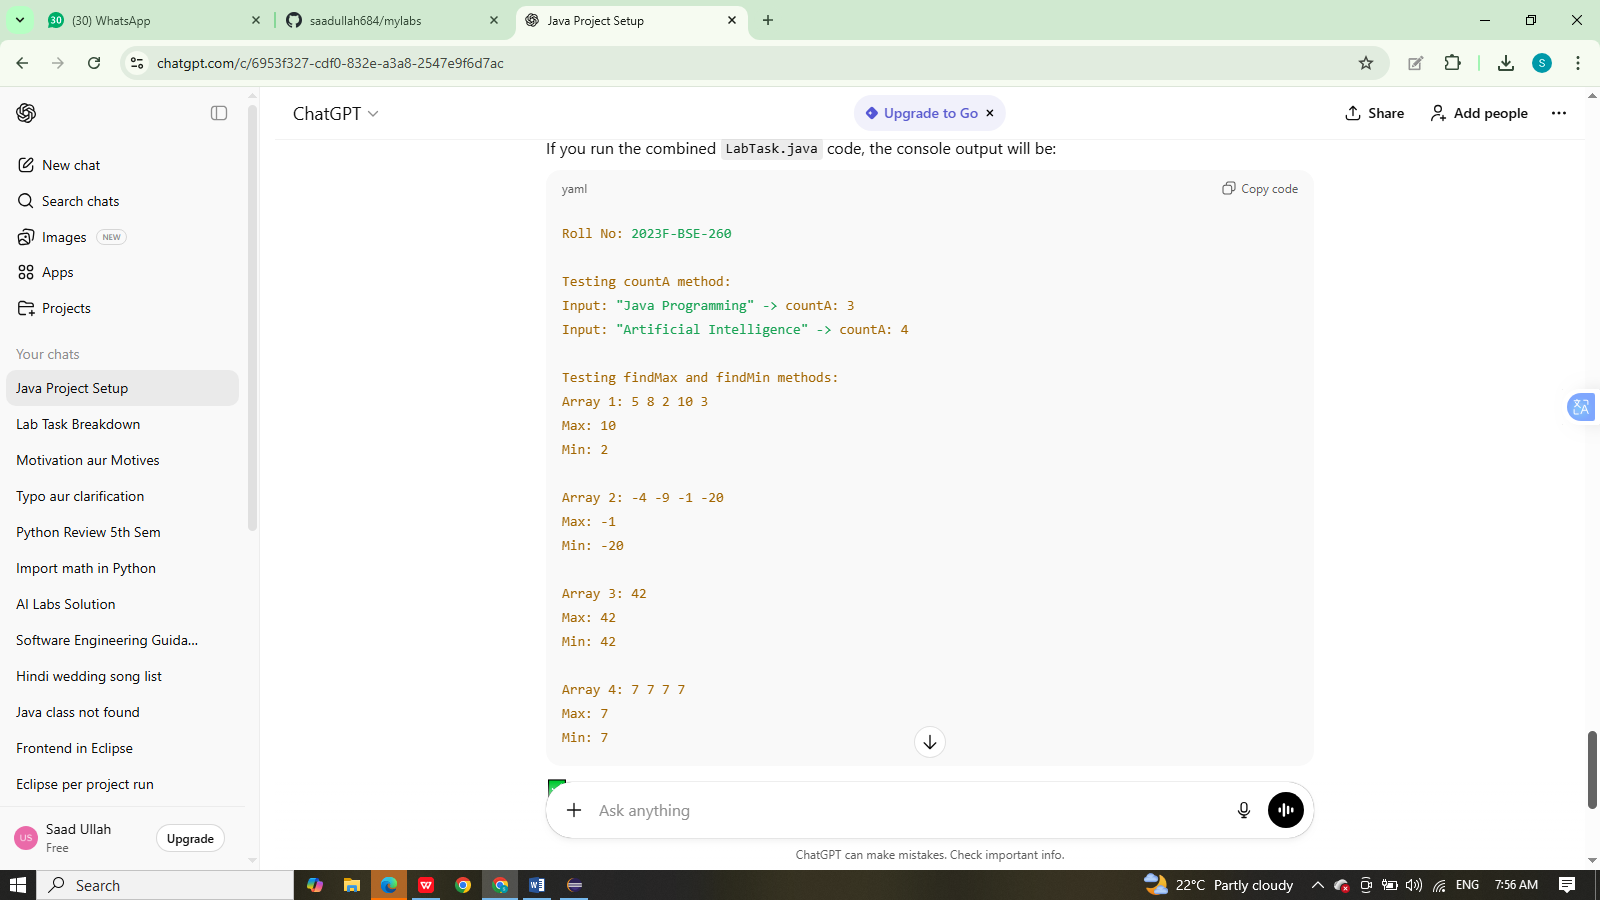 (30) WhatsApp
saadullah684/mylabs
Java Project Setup
chatgpt.com/c/6953f327-cdf0-832e-a3a8-2547e9f6d7ac
S
ChatGPT
Upgrade to Go
Share
Add people
New chat
Search chats
Images NEW
Apps
Projects
Your chats
Java Project Setup
Lab Task Breakdown
Motivation aur Motives
Typo aur clarification
Python Review 5th Sem
Import math in Python
AI Labs Solution
Software Engineering Guida...
Hindi wedding song list
Java class not found
Frontend in Eclipse
Eclipse per project run
US
Saad Ullah
Free
Upgrade
If you run the combined LabTask.java code, the console output will be:
yaml
Copy code
Roll No: 2023F-BSE-260
Testing countA method:
Input: "Java Programming" -> countA: 3
Input: "Artificial Intelligence" -> countA: 4
Testing findMax and findMin methods:
Array 1: 5 8 2 10 3
Max: 10
Min: 2
Array 2: -4 -9 -1 -20
Max: -1
Min: -20
Array 3: 42
Max: 42
Min: 42
Array 4: 7 7 7 7
Max: 7
Min: 7
Ask anything
ChatGPT can make mistakes. Check important info.
Search
22°C Partly cloudy
ENG
7:56 AM